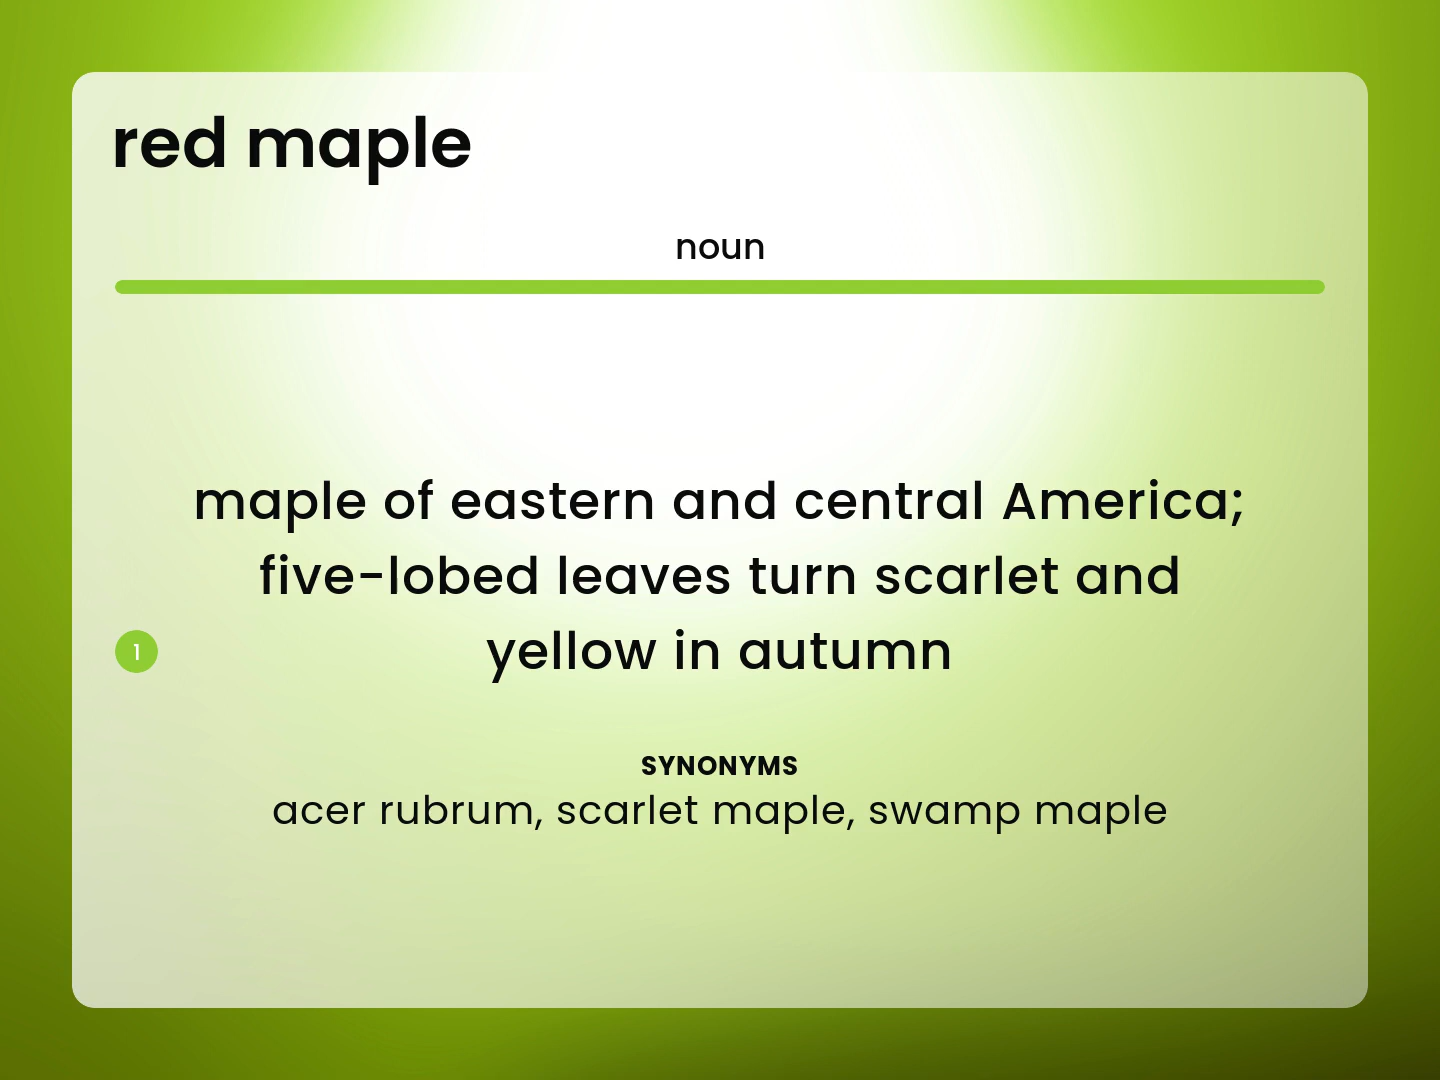 red maple
noun
maple of eastern and central America;
five-lobed leaves turn scarlet and
1
yellow in autumn
SYNONYMS
acer rubrum, scarlet maple, swamp maple